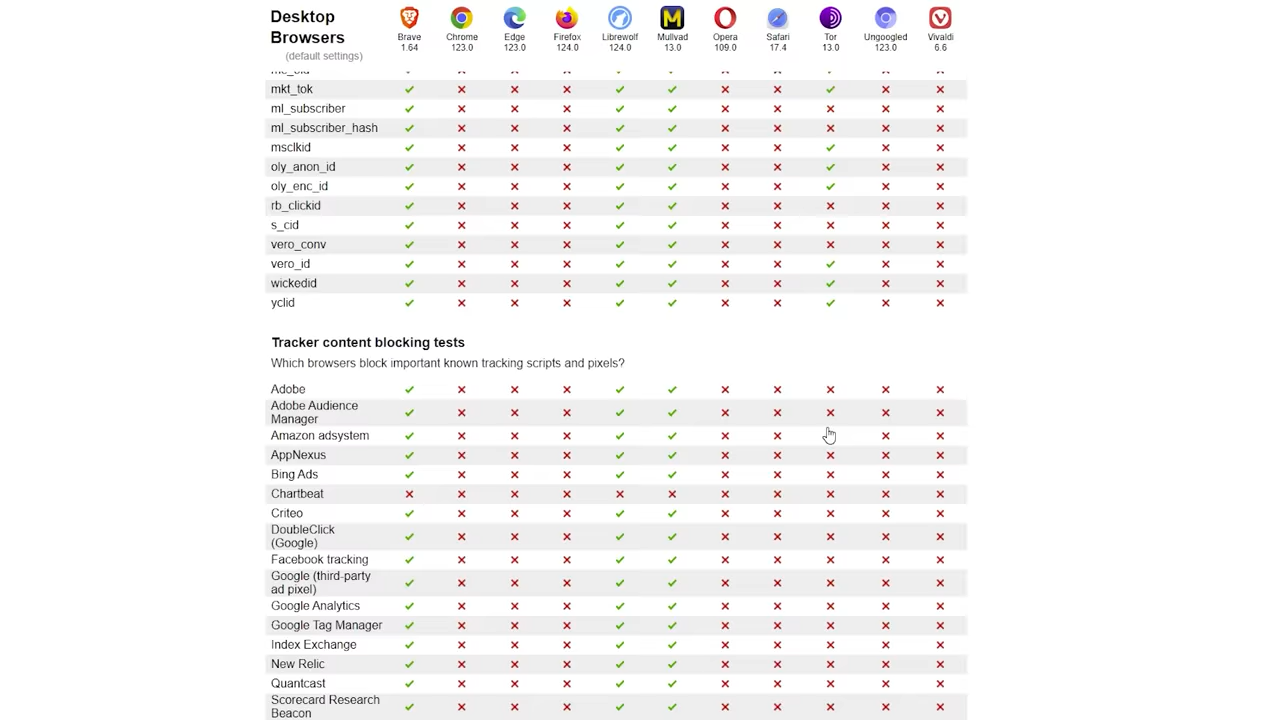 Desktop
Browsers
(default settings)
Brave Chrome Edge Firefox Librewolf Mullvad Opera Safari Tor Ungoogled Vivaldi
1.64 123.0 123.0 124.0 124.0 13.0 109.0 17.4 13.0 123.0 6.6
mkt_tok
ml_subscriber
ml_subscriber_hash
msclkid
oly_anon_id
oly_enc_id
rb_clickid
s_cid
vero_conv
vero_id
wickedid
yclid
Tracker content blocking tests
Which browsers block important known tracking scripts and pixels?
Adobe
Adobe Audience
Manager
Amazon adsystem
AppNexus
Bing Ads
Chartbeat
Criteo
DoubleClick
(Google)
Facebook tracking
Google (third-party
ad pixel)
Google Analytics
Google Tag Manager
Index Exchange
New Relic
Quantcast
Scorecard Research
Beacon